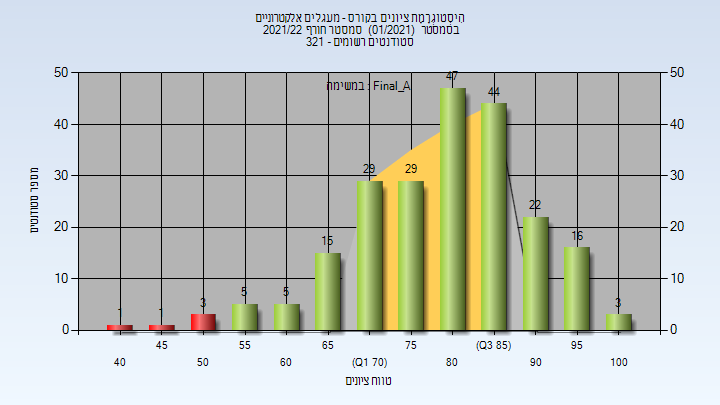 היסטוגרמת ציונים בקורס - מעגלים אלקטרוניים
בסמסטר (01/2021) סמסטר חורף 2021/22
סטודנטים רשומים - 321
במשימה : Final_A
מספר סטודנטים
50 40 30 20 10 0
50 40 30 20 10 0
1 1 3 5 5 15 29 29 47 44 22 16 3
45 55 65 75 (Q3 85) 95
40 50 60 (Q1 70) 80 90 100
טווח ציונים